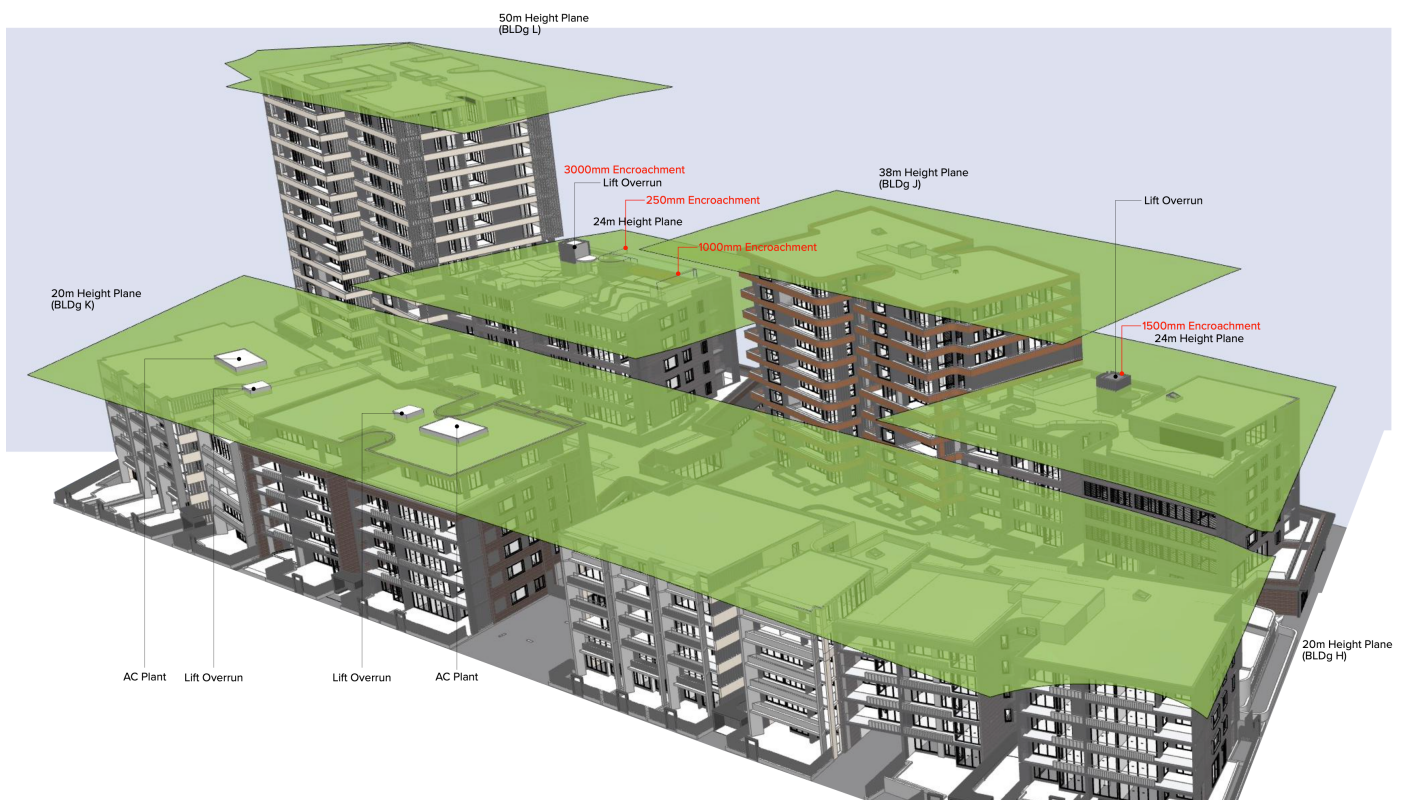 50m Height Plane
(BLDg L)
3000mm Encroachment
Lift Overrun
250mm Encroachment
24m Height Plane
1000mm Encroachment
38m Height Plane
(BLDg J)
Lift Overrun
20m Height Plane
(BLDg K)
1500mm Encroachment
24m Height Plane
20m Height Plane
(BLDg H)
AC Plant
Lift Overrun
Lift Overrun
AC Plant